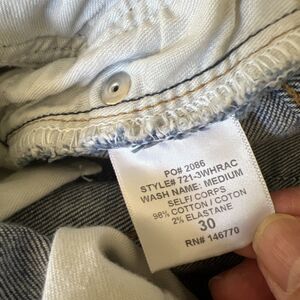 PO# 2086
STYLE# 721-3WHRAC
WASH NAME: MEDIUM
SELF/ CORPS
98% COTTON / COTON
2% ELASTANE
30
RN# 146770